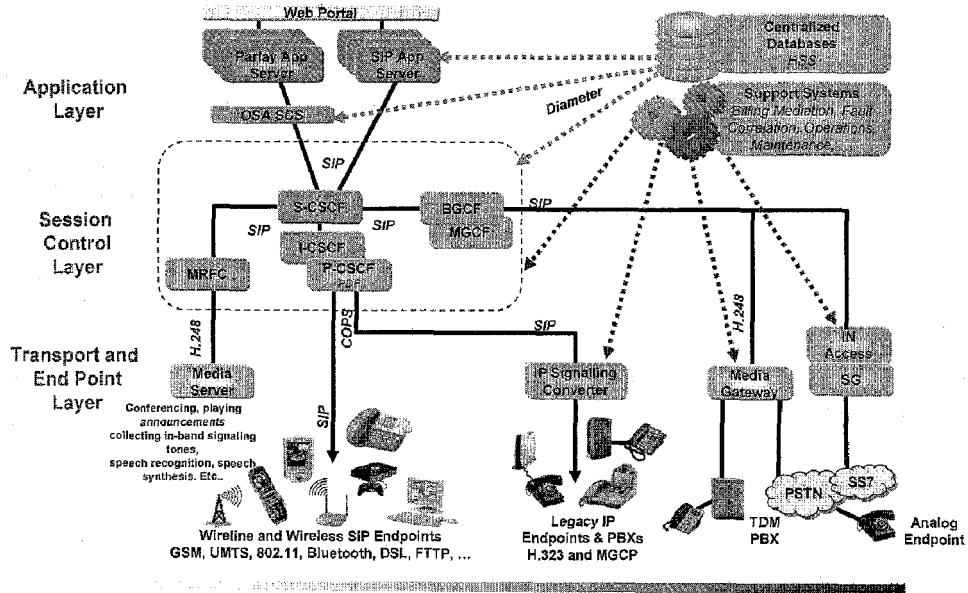 Web Portal
Parlay App
Server
SIP App
Server
Centralized
Databases
HSS
Application
Layer
OSA SCS
Diameter
Support Systems
Billing Mediation, Fault
Correlation, Operations,
Maintenance,...
SIP
Session
Control
Layer
S-CSCF
SIP
SIP
BGCF
MGCF
SIP
I-CSCF
P-CSCF
PDF
MRFC
H.248
COPS
SIP
H.248
Transport and
End Point
Layer
Media
Server
IP Signalling
Converter
Media
Gateway
IN
Access
SG
Conferencing, playing
announcements
collecting in-band signaling
tones,
speech recognition, speech
synthesis. Etc..
SIP
PSTN
SS7
Wireline and Wireless SIP Endpoints
GSM, UMTS, 802.11, Bluetooth, DSL, FTTP, ...
Legacy IP
Endpoints & PBXs
H.323 and MGCP
TDM
PBX
Analog
Endpoint